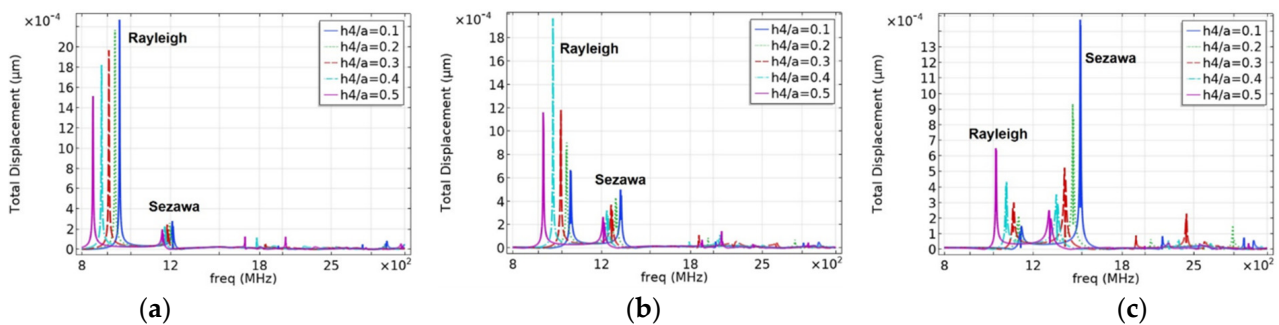 ×10⁻⁴
Total Displacement (μm)
20
18
16
14
12
10
8
6
4
2
0
Rayleigh
Sezawa
h4/a=0.1
h4/a=0.2
h4/a=0.3
h4/a=0.4
h4/a=0.5
8
12
18
25
×10²
freq (MHz)
(a)
×10⁻⁴
Total Displacement (μm)
18
16
14
12
10
8
6
4
2
0
Rayleigh
Sezawa
h4/a=0.1
h4/a=0.2
h4/a=0.3
h4/a=0.4
h4/a=0.5
8
12
18
25
×10²
freq (MHz)
(b)
×10⁻⁴
Total Displacement (μm)
13
11
9
8
7
6
5
4
3
2
1
0
Rayleigh
Sezawa
h4/a=0.1
h4/a=0.2
h4/a=0.3
h4/a=0.4
h4/a=0.5
8
12
18
25
×10²
freq (MHz)
(c)